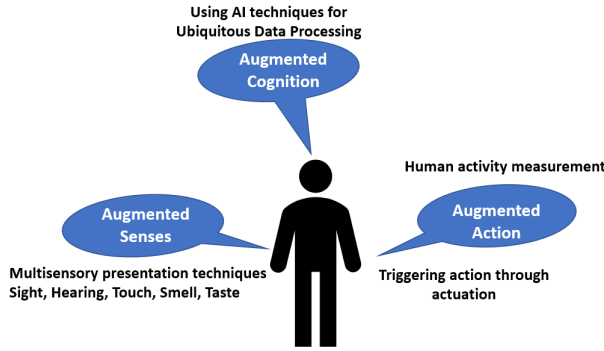 Using AI techniques for
Ubiquitous Data Processing
Augmented
Cognition
Human activity measurement
Augmented
Action
Augmented
Senses
Multisensory presentation techniques
Sight, Hearing, Touch, Smell, Taste
Triggering action through
actuation